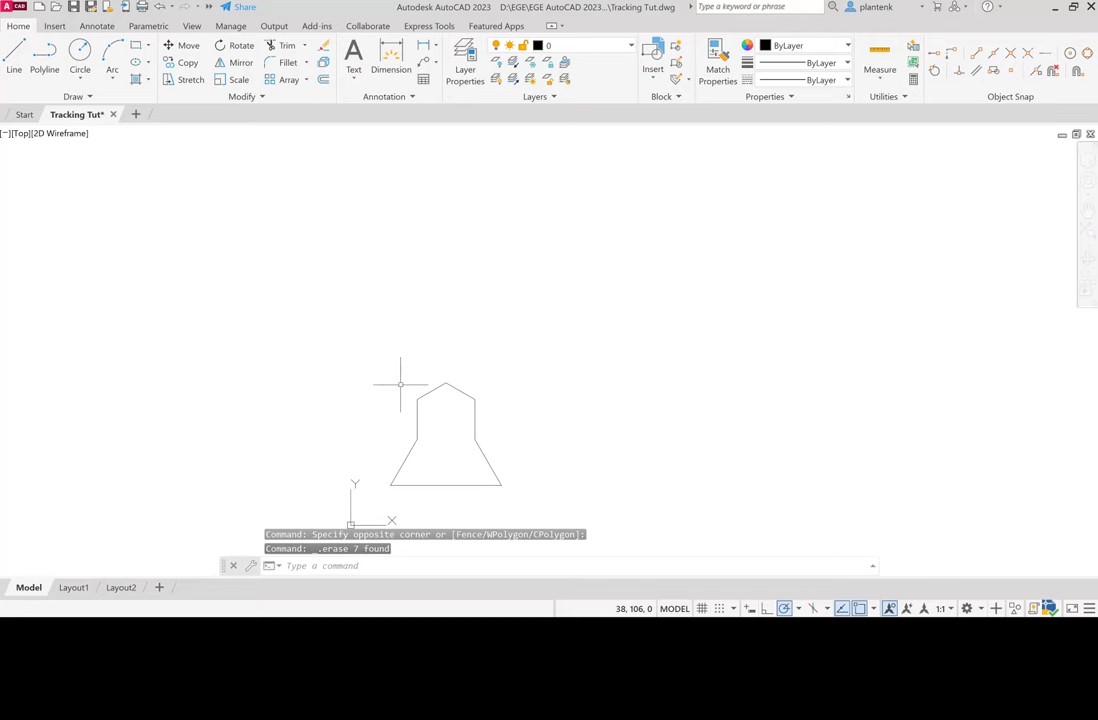 CAD
Share
Autodesk AutoCAD 2023 D:\EGE\EGE AutoCAD 2023...\Tracking Tut.dwg
Type a keyword or phrase
plantenk
Home Insert Annotate Parametric View Manage Output Add-ins Collaborate Express Tools Featured Apps
Line
Polyline
Circle
Arc
Move
Rotate
Trim
Copy
Mirror
Fillet
Stretch
Scale
Array
A
Text
Dimension
Layer
Properties
0
Insert
Match
Properties
ByLayer
ByLayer
ByLayer
Measure
Draw Modify Annotation Layers Block Properties Utilities Object Snap
Start Tracking Tut*
[−][Top][2D Wireframe]
Y
X
Command: Specify opposite corner or [Fence/WPolygon/CPolygon]:
Command: _.erase 7 found
Type a command
Model Layout1 Layout2
38, 106, 0 MODEL 1:1